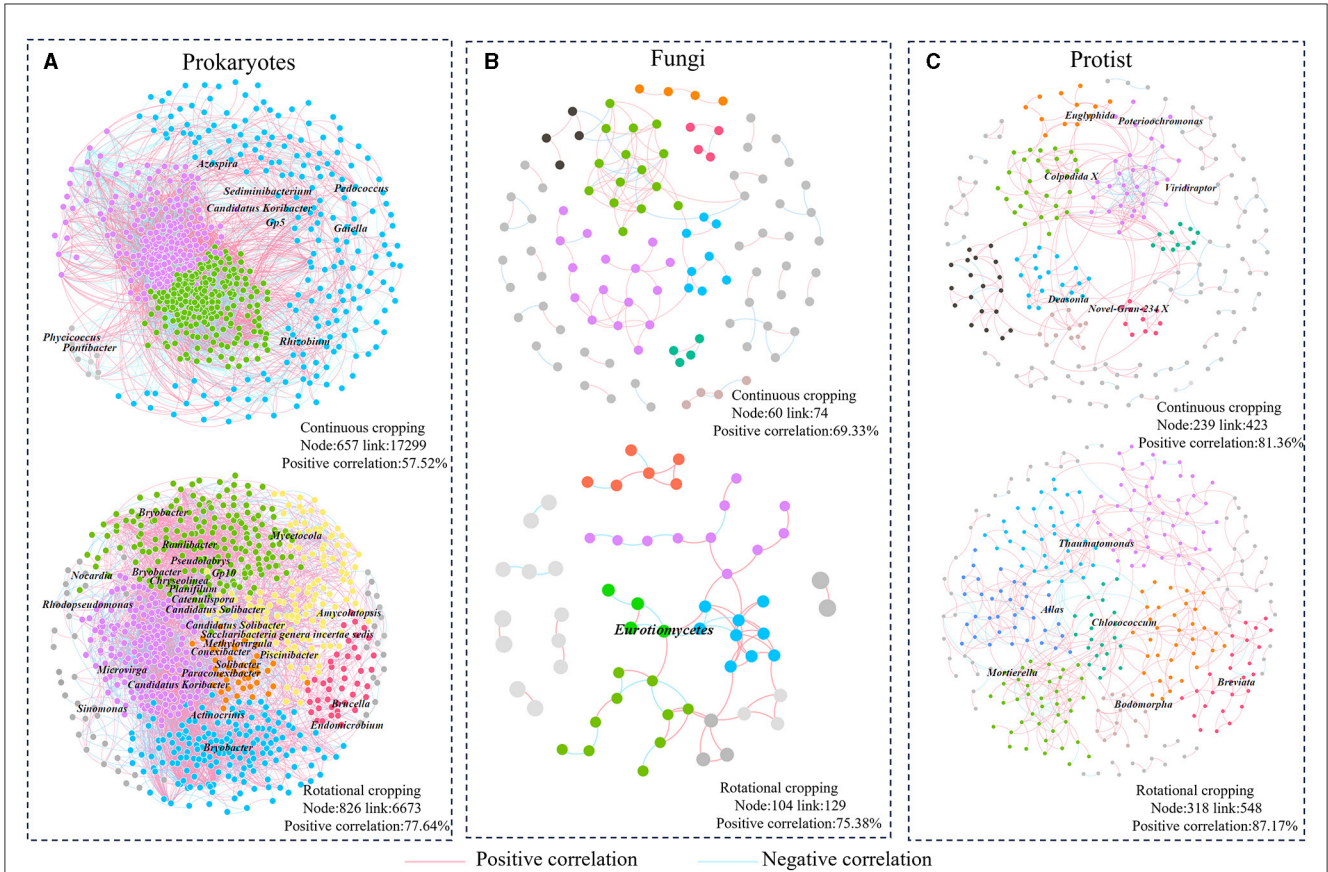 A
Prokaryotes
Azospira
Sediminibacterium
Pedococcus
Candidatus Koribacter
Gp5
Gaiella
Phycicoccus
Pontibacter
Rhizobium
Continuous cropping
Node:657 link:17299
Positive correlation:57.52%
Bryobacter
Ramlibacter
Mycetocola
Pseudolabrys
Nocardia
Bryobacter
Gp10
Chryseolinea
Planifilum
Catenulispora
Rhodopseudomonas
Candidatus Solibacter
Amycolatopsis
Candidatus Solibacter
Saccharibacteria genera incertae sedis
Methylovirgula
Conexibacter
Piscinibacter
Solibacter
Microvirga
Paraconexibacter
Candidatus Koribacter
Brucella
Sinomonas
Actinocrinis
Endomicrobium
Bryobacter
Rotational cropping
Node:826 link:6673
Positive correlation:77.64%
B
Fungi
Continuous cropping
Node:60 link:74
Positive correlation:69.33%
Eurotiomycetes
Rotational cropping
Node:104 link:129
Positive correlation:75.38%
C
Protist
Euglyphida
Poterioochromonas
Colpodida X
Viridiraptor
Deasonia
Novel-Gran-234 X
Continuous cropping
Node:239 link:423
Positive correlation:81.36%
Thaumatomonas
Allas
Chlorococcum
Mortierella
Breviata
Bodomorpha
Rotational cropping
Node:318 link:548
Positive correlation:87.17%
Positive correlation
Negative correlation